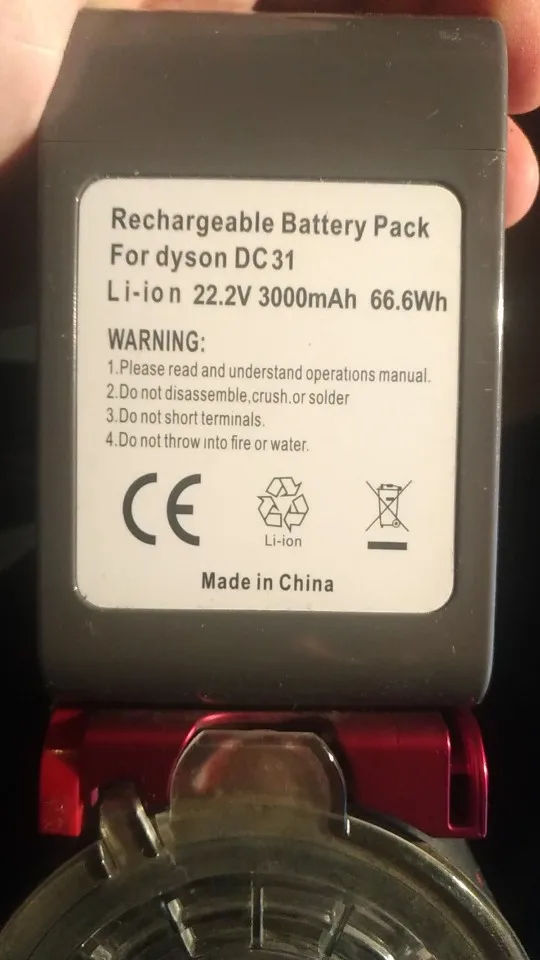 Rechargeable Battery Pack
For dyson DC31
Li-ion 22.2V 3000mAh 66.6Wh
WARNING:
1.Please read and understand operations manual.
2.Do not disassemble,crush.or solder
3.Do not short terminals.
4.Do not throw into fire or water.
CE
Li-ion
Made in China